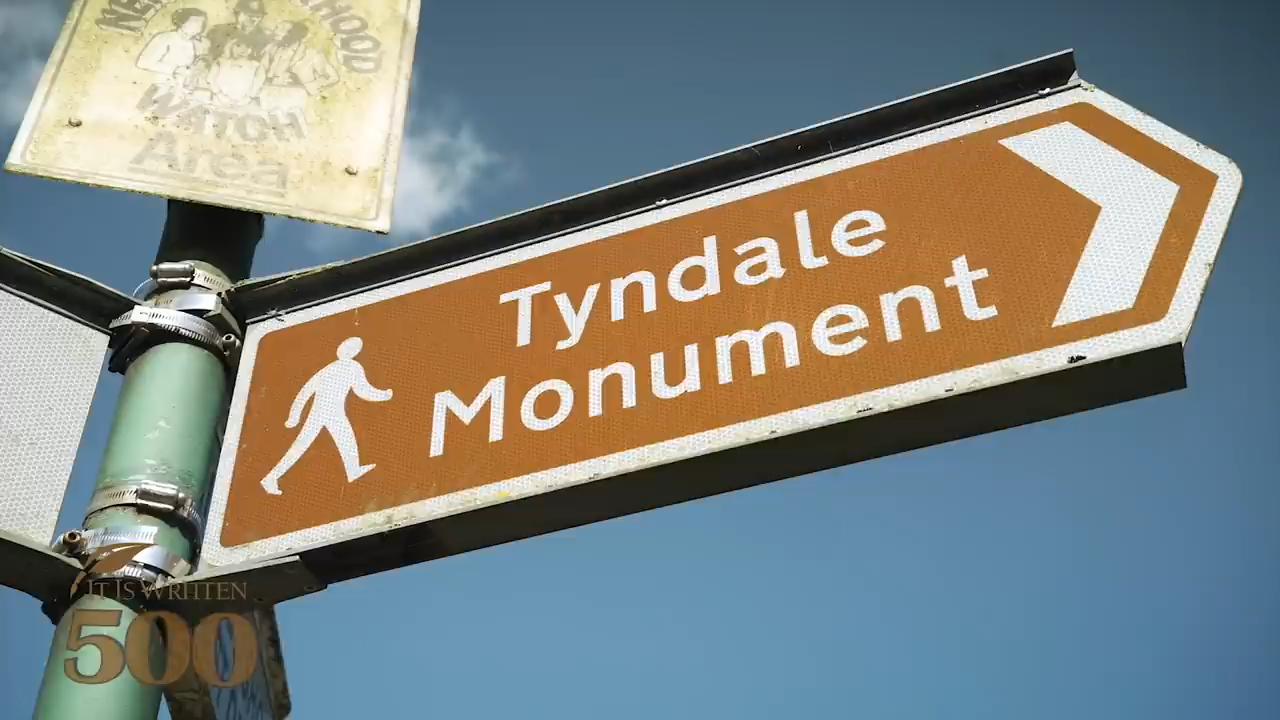 NEIGHBOURHOOD
WATCH
Area
Tyndale
Monument
IT IS WRITTEN
500